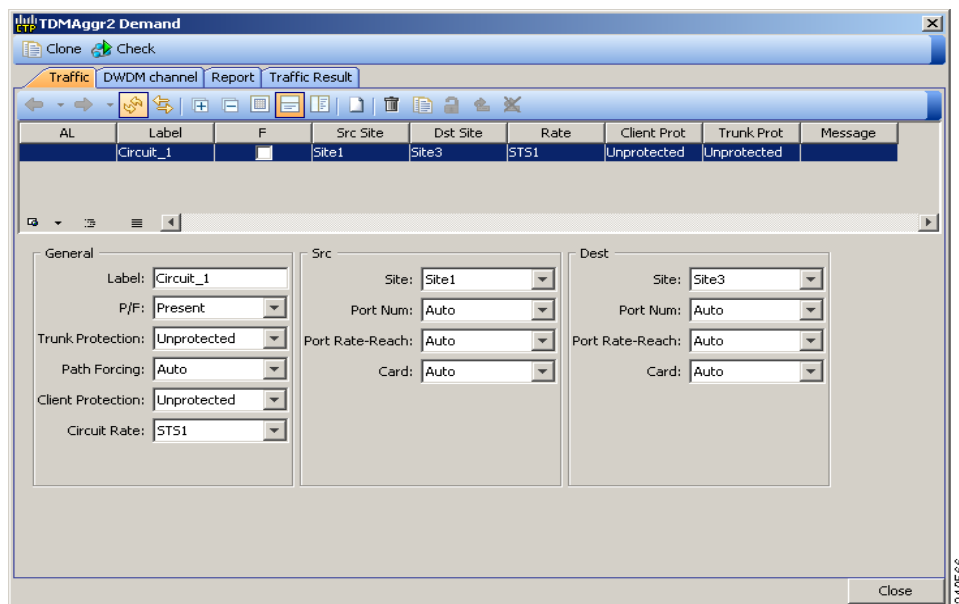 CTP TDMAggr2 Demand
Clone Check
Traffic DWDM channel Report Traffic Result
AL Label F Src Site Dst Site Rate Client Prot Trunk Prot Message
Circuit_1 Site1 Site3 STS1 Unprotected Unprotected
General
Label: Circuit_1
P/F: Present
Trunk Protection: Unprotected
Path Forcing: Auto
Client Protection: Unprotected
Circuit Rate: STS1
Src
Site: Site1
Port Num: Auto
Port Rate-Reach: Auto
Card: Auto
Dest
Site: Site3
Port Num: Auto
Port Rate-Reach: Auto
Card: Auto
Close